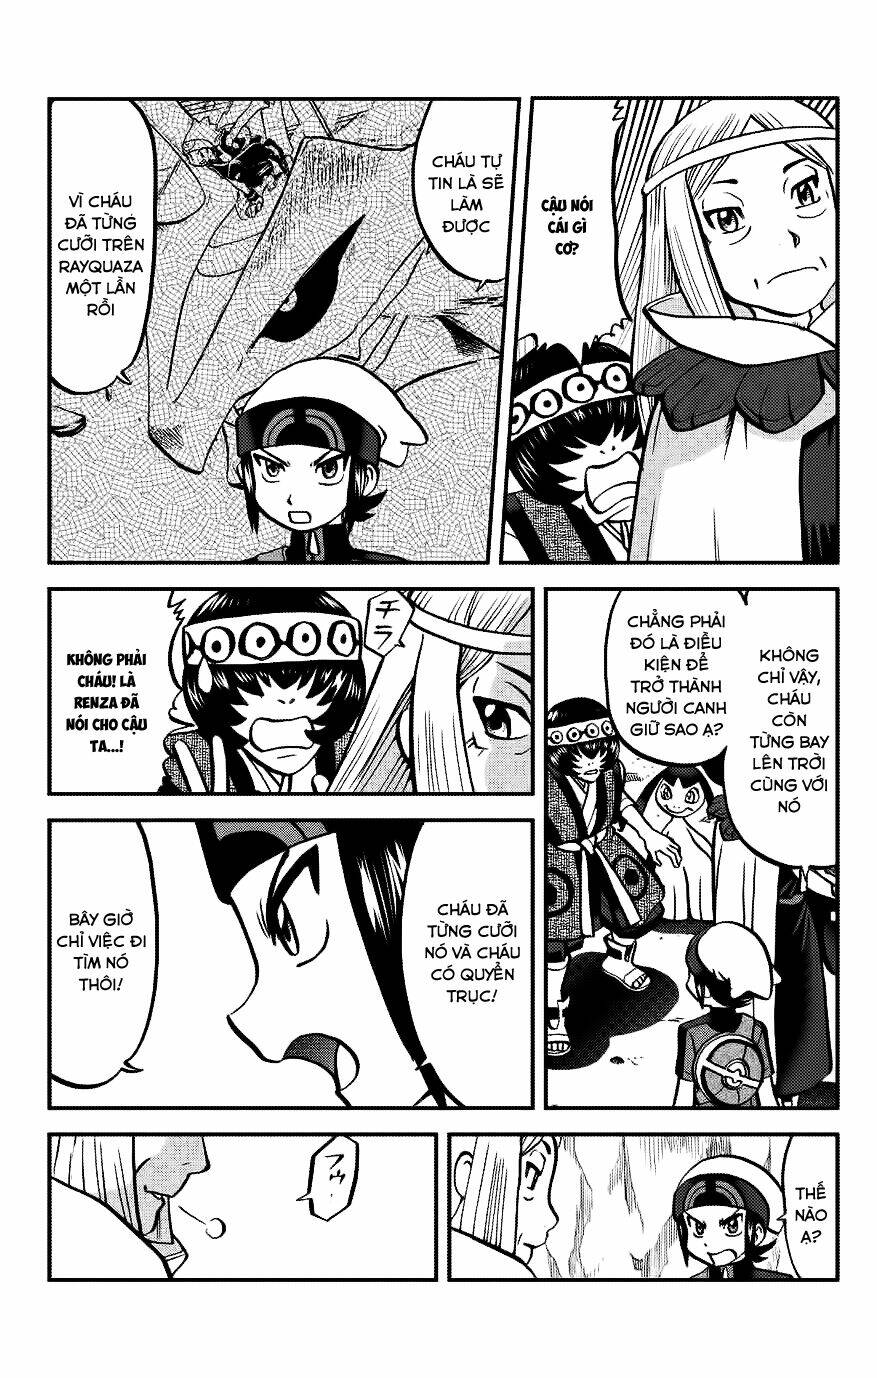 CẬU NÓI
CÁI GÌ
CƠ?
CHÁU TỰ
TIN LÀ SẼ
LÀM
ĐƯỢC
VÌ CHÁU
ĐÃ TỪNG
CƯỠI TRÊN
RAYQUAZA
MỘT LẦN
RỒI
KHÔNG
CHỈ VẬY,
CHÁU
CÒN
TỪNG BAY
LÊN TRỜI
CÙNG VỚI
NÓ
CHẲNG PHẢI
ĐÓ LÀ ĐIỀU
KIỆN ĐỂ
TRỞ THÀNH
NGƯỜI CANH
GIỮ SAO Ạ?
チラ
KHÔNG PHẢI
CHÁU! LÀ
RENZA ĐÃ
NÓI CHO CẬU
TA...!
CHÁU ĐÃ
TỪNG CƯỠI
NÓ VÀ CHÁU
CÓ QUYỂN
TRỤC!
BÂY GIỜ
CHỈ VIỆC ĐI
TÌM NÓ
THÔI!
THẾ
NÀO
Ạ?